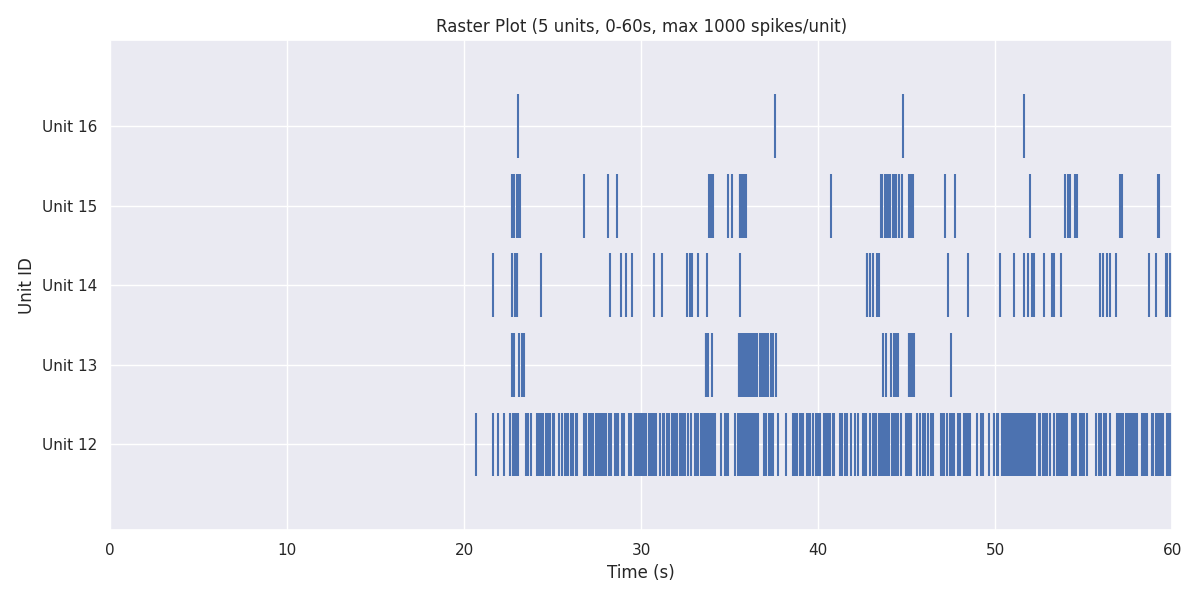 Raster Plot (5 units, 0-60s, max 1000 spikes/unit)
Unit ID
Unit 16
Unit 15
Unit 14
Unit 13
Unit 12
0 10 20 30 40 50 60
Time (s)